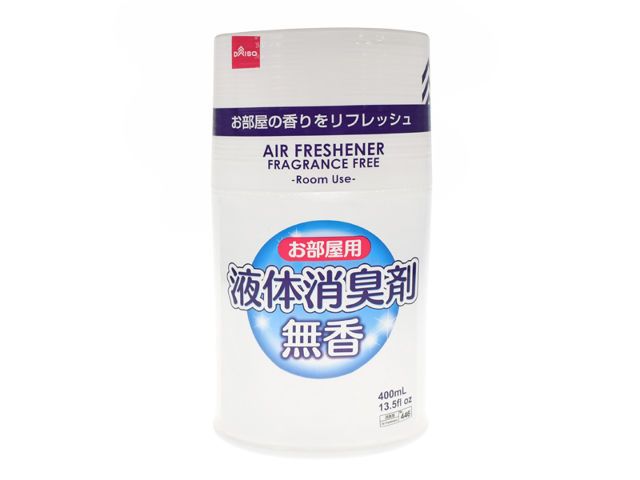 DAISO
お部屋の香りをリフレッシュ
AIR FRESHENER
FRAGRANCE FREE
-Room Use-
お部屋用
液体消臭剤
無香
400mL
13.5fl oz
446